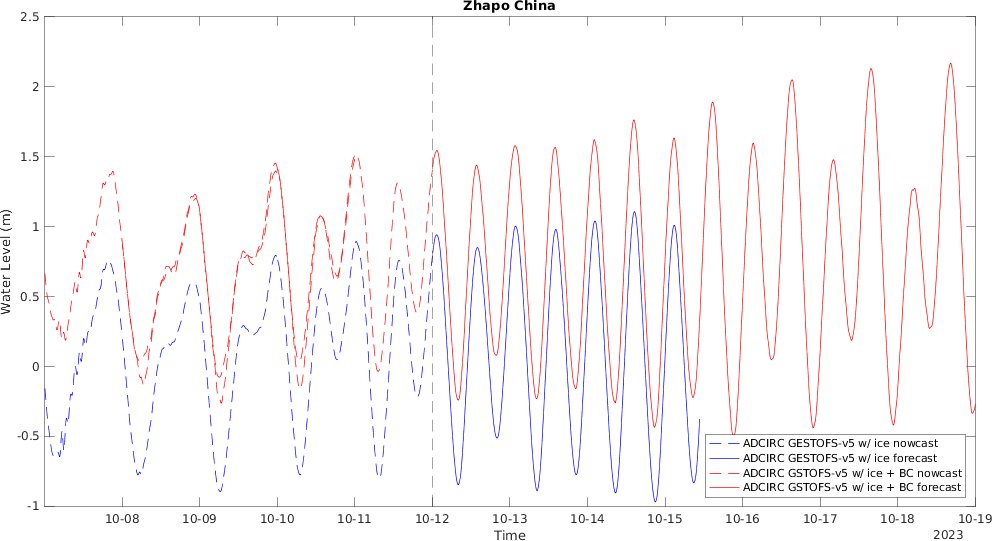 Zhapo China
2.5
2
1.5
1
0.5
0
-0.5
-1
Water Level (m)
ADCIRC GESTOFS-v5 w/ ice nowcast
ADCIRC GESTOFS-v5 w/ ice forecast
ADCIRC GSTOFS-v5 w/ ice + BC nowcast
ADCIRC GSTOFS-v5 w/ ice + BC forecast
10-08 10-09 10-10 10-11 10-12 10-13 10-14 10-15 10-16 10-17 10-18 10-19
Time
2023